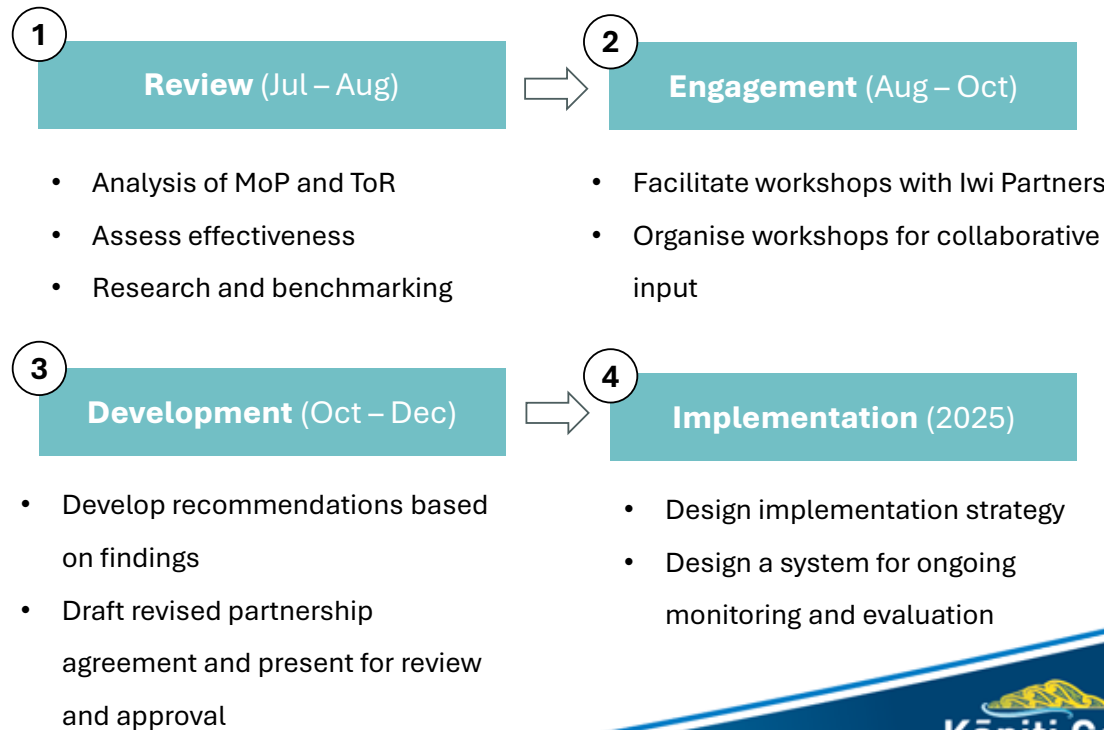 1
Review (Jul – Aug)
• Analysis of MoP and ToR
• Assess effectiveness
• Research and benchmarking
2
Engagement (Aug – Oct)
• Facilitate workshops with Iwi Partners
• Organise workshops for collaborative
input
3
Development (Oct – Dec)
• Develop recommendations based
on findings
• Draft revised partnership
agreement and present for review
and approval
4
Implementation (2025)
• Design implementation strategy
• Design a system for ongoing
monitoring and evaluation
Kāpiti